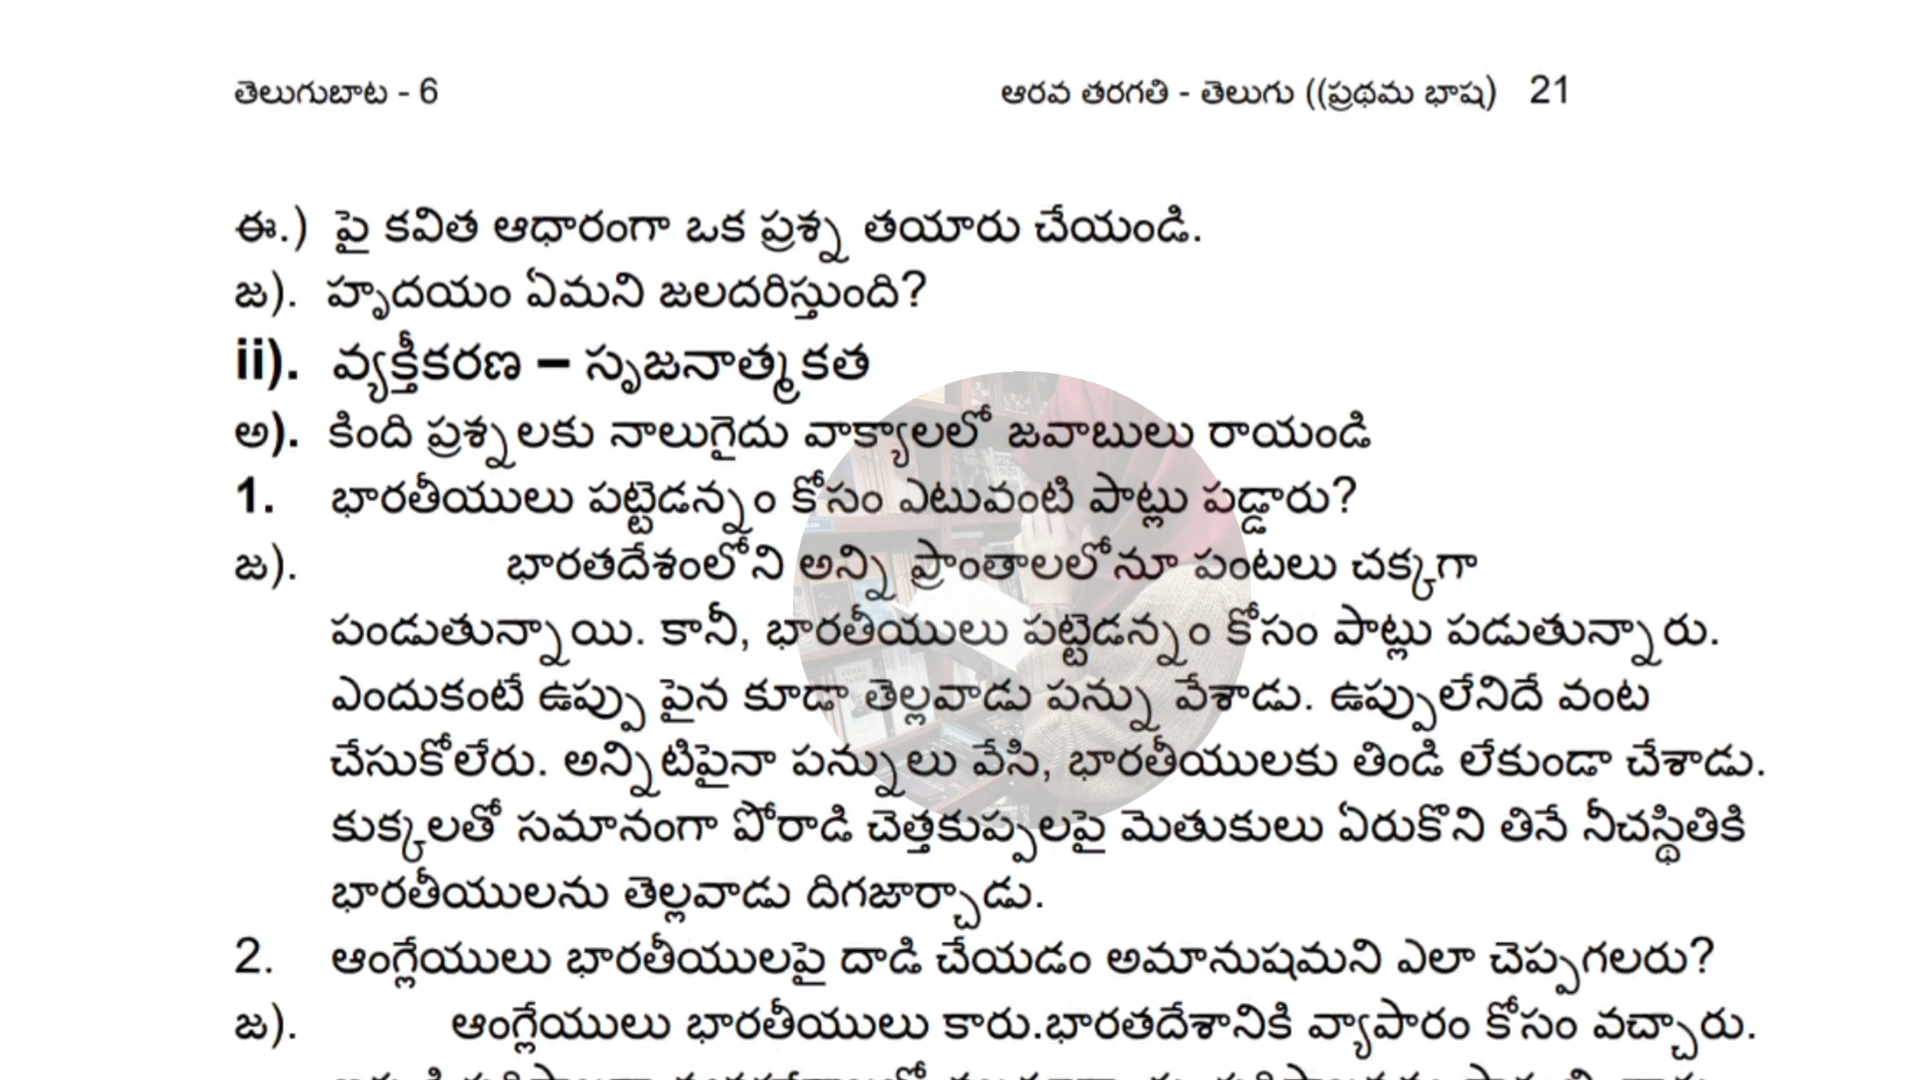 తెలుగుబాట - 6 ఆరవ తరగతి - తెలుగు ((ప్రథమ భాష) 21
ఈ.) పై కవిత ఆధారంగా ఒక ప్రశ్న తయారు చేయండి.
జ). హృదయం ఏమని జలదరిస్తుంది?
ii). వ్యక్తీకరణ – సృజనాత్మకత
అ). కింది ప్రశ్నలకు నాలుగైదు వాక్యాలలో జవాబులు రాయండి
1. భారతీయులు పట్టెడన్నం కోసం ఎటువంటి పాట్లు పడ్డారు?
జ). భారతదేశంలోని అన్ని ప్రాంతాలలోనూ పంటలు చక్కగా
పండుతున్నాయి. కానీ, భారతీయులు పట్టెడన్నం కోసం పాట్లు పడుతున్నారు.
ఎందుకంటే ఉప్పు పైన కూడా తెల్లవాడు పన్ను వేశాడు. ఉప్పులేనిదే వంట
చేసుకోలేరు. అన్నిటిపైనా పన్నులు వేసి, భారతీయులకు తిండి లేకుండా చేశాడు.
కుక్కలతో సమానంగా పోరాడి చెత్తకుప్పలపై మెతుకులు ఏరుకొని తినే నీచస్థితికి
భారతీయులను తెల్లవాడు దిగజార్చాడు.
2. ఆంగ్లేయులు భారతీయులపై దాడి చేయడం అమానుషమని ఎలా చెప్పగలరు?
జ). ఆంగ్లేయులు భారతీయులు కారు.భారతదేశానికి వ్యాపారం కోసం వచ్చారు.